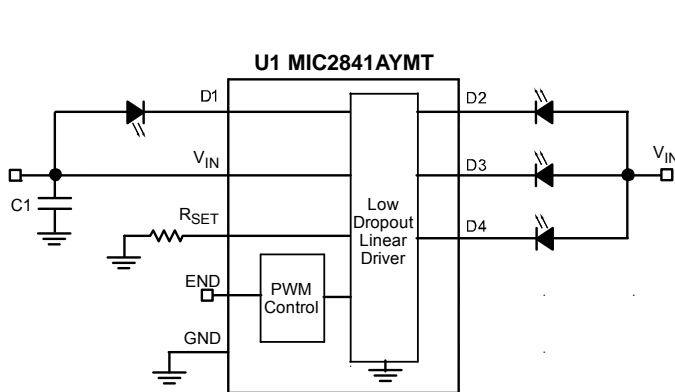 U1 MIC2841AYMT
D1
D2
VIN
D3
VIN
C1
RSET
Low
Dropout
Linear
Driver
D4
END
PWM
Control
GND